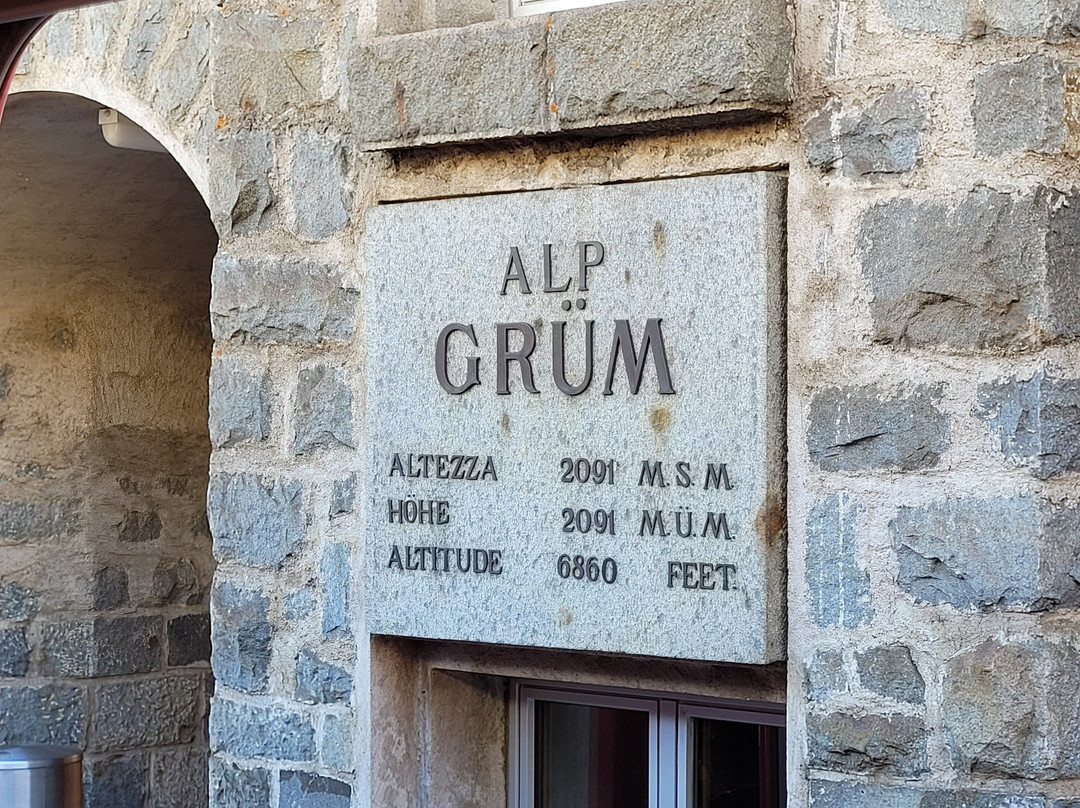 ALP
GRÜM
ALTEZZA 2091 M.S.M.
HÖHE 2091 M.Ü.M.
ALTITUDE 6860 FEET.